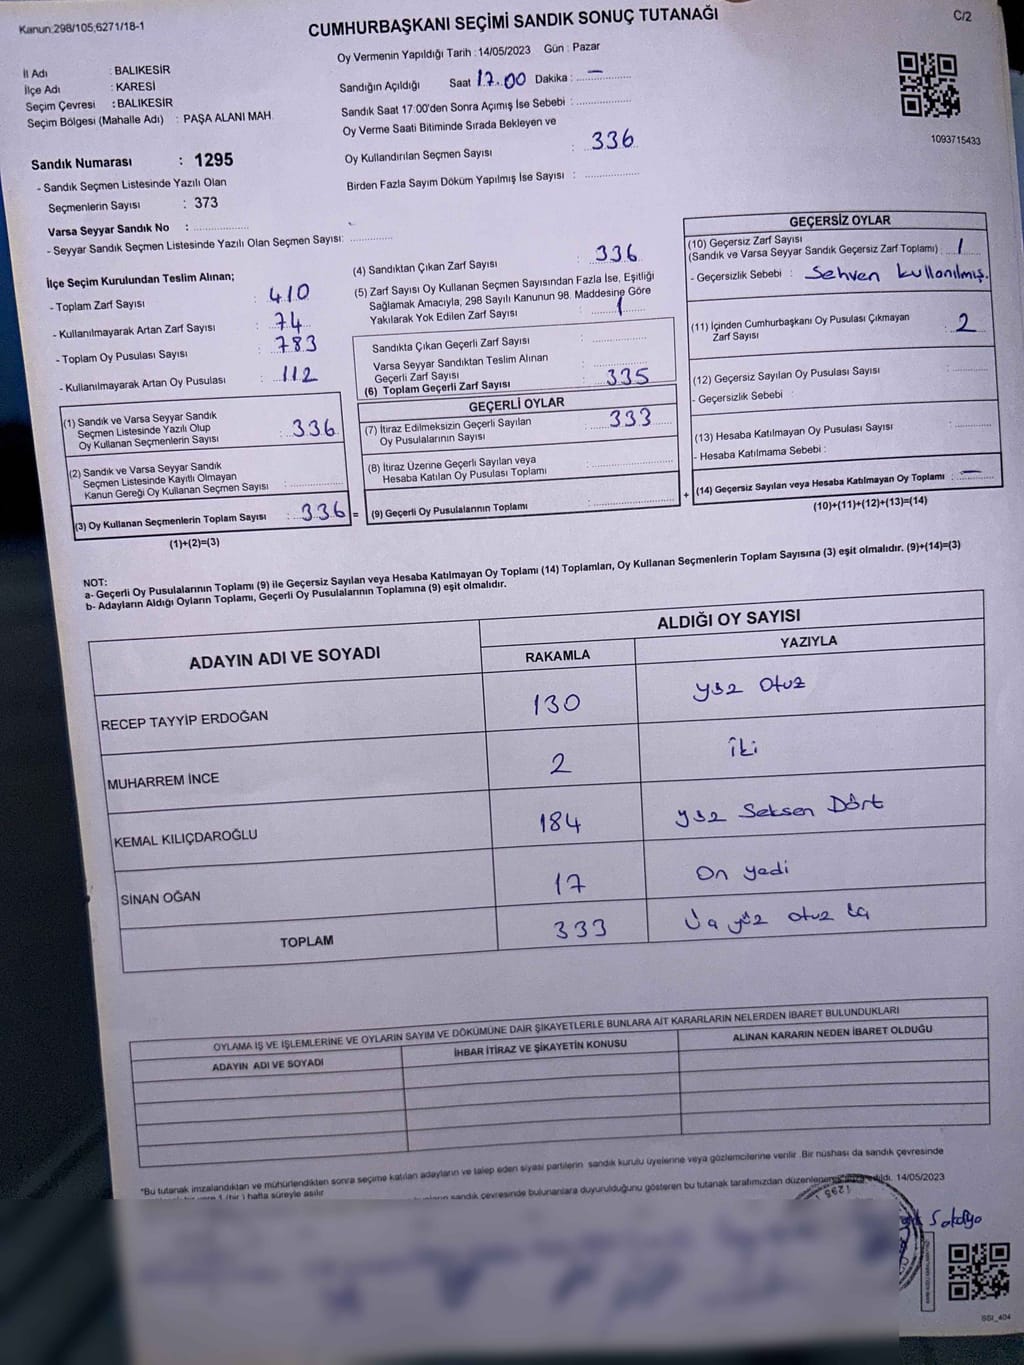 Kanun:298/105;6271/18-1
CUMHURBAŞKANI SEÇİMİ SANDIK SONUÇ TUTANAĞI
C/2
İl Adı : BALIKESİR
İlçe Adı : KARESİ
Seçim Çevresi : BALIKESİR
Seçim Bölgesi (Mahalle Adı) : PAŞA ALANI MAH.
Oy Vermenin Yapıldığı Tarih : 14/05/2023 Gün : Pazar
Sandığın Açıldığı Saat 17.00 Dakika : —
Sandık Saat 17:00'den Sonra Açımış İse Sebebi :
Oy Verme Saati Bitiminde Sırada Bekleyen ve
Oy Kullandırılan Seçmen Sayısı : 336
Birden Fazla Sayım Döküm Yapılmış İse Sayısı :
1093715433
Sandık Numarası : 1295
- Sandık Seçmen Listesinde Yazılı Olan
Seçmenlerin Sayısı : 373
Varsa Seyyar Sandık No :
- Seyyar Sandık Seçmen Listesinde Yazılı Olan Seçmen Sayısı:
İlçe Seçim Kurulundan Teslim Alınan;
- Toplam Zarf Sayısı : 410
- Kullanılmayarak Artan Zarf Sayısı : 74
- Toplam Oy Pusulası Sayısı : 783
- Kullanılmayarak Artan Oy Pusulası : 112
(1) Sandık ve Varsa Seyyar Sandık
Seçmen Listesinde Yazılı Olup
Oy Kullanan Seçmenlerin Sayısı : 336
(2) Sandık ve Varsa Seyyar Sandık
Seçmen Listesinde Kayıtlı Olmayan
Kanun Gereği Oy Kullanan Seçmen Sayısı :
(3) Oy Kullanan Seçmenlerin Toplam Sayısı : 336 =
(1)+(2)=(3)
(4) Sandıktan Çıkan Zarf Sayısı : 336
(5) Zarf Sayısı Oy Kullanan Seçmen Sayısından Fazla İse, Eşitliği
Sağlamak Amacıyla, 298 Sayılı Kanunun 98. Maddesine Göre
Yakılarak Yok Edilen Zarf Sayısı : 1
Sandıkta Çıkan Geçerli Zarf Sayısı :
Varsa Seyyar Sandıktan Teslim Alınan
Geçerli Zarf Sayısı :
(6) Toplam Geçerli Zarf Sayısı : 335
GEÇERLİ OYLAR
(7) İtiraz Edilmeksizin Geçerli Sayılan
Oy Pusulalarının Sayısı : 333
(8) İtiraz Üzerine Geçerli Sayılan veya
Hesaba Katılan Oy Pusulası Toplamı :
(9) Geçerli Oy Pusulalarının Toplamı : +
GEÇERSİZ OYLAR
(10) Geçersiz Zarf Sayısı
(Sandık ve Varsa Seyyar Sandık Geçersiz Zarf Toplamı) : 1
- Geçersizlik Sebebi : Sehven kullanılmış.
(11) İçinden Cumhurbaşkanı Oy Pusulası Çıkmayan
Zarf Sayısı : 2
(12) Geçersiz Sayılan Oy Pusulası Sayısı :
- Geçersizlik Sebebi :
(13) Hesaba Katılmayan Oy Pusulası Sayısı :
- Hesaba Katılmama Sebebi :
(14) Geçersiz Sayılan veya Hesaba Katılmayan Oy Toplamı : —
(10)+(11)+(12)+(13)=(14)
NOT:
a- Geçerli Oy Pusulalarının Toplamı (9) ile Geçersiz Sayılan veya Hesaba Katılmayan Oy Toplamı (14) Toplamları, Oy Kullanan Seçmenlerin Toplam Sayısına (3) eşit olmalıdır. (9)+(14)=(3)
b- Adayların Aldığı Oyların Toplamı, Geçerli Oy Pusulalarının Toplamına (9) eşit olmalıdır.
ADAYIN ADI VE SOYADI
ALDIĞI OY SAYISI
RAKAMLA YAZIYLA
RECEP TAYYİP ERDOĞAN 130 yüz Otuz
MUHARREM İNCE 2 İki
KEMAL KILIÇDAROĞLU 184 yüz Seksen Dört
SİNAN OĞAN 17 On yedi
TOPLAM 333 Üç yüz otuz üç
OYLAMA İŞ VE İŞLEMLERİNE VE OYLARIN SAYIM VE DÖKÜMÜNE DAİR ŞİKAYETLERLE BUNLARA AİT KARARLARIN NELERDEN İBARET BULUNDUKLARI
ADAYIN ADI VE SOYADI
İHBAR İTİRAZ VE ŞİKAYETİN KONUSU
ALINAN KARARIN NEDEN İBARET OLDUĞU
"Bu tutanak imzalandıktan ve mühürlendikten sonra seçime katılan adayların ve talep eden siyasi partilerin sandık kurulu üyelerine veya gözlemcilerine verilir. Bir nüshası da sandık çevresinde
1 (bir) hafta süreyle asılır sandık çevresinde bulunanlara duyurulduğunu gösteren bu tutanak tarafımızdan 14/05/2023
1295
SSI_404